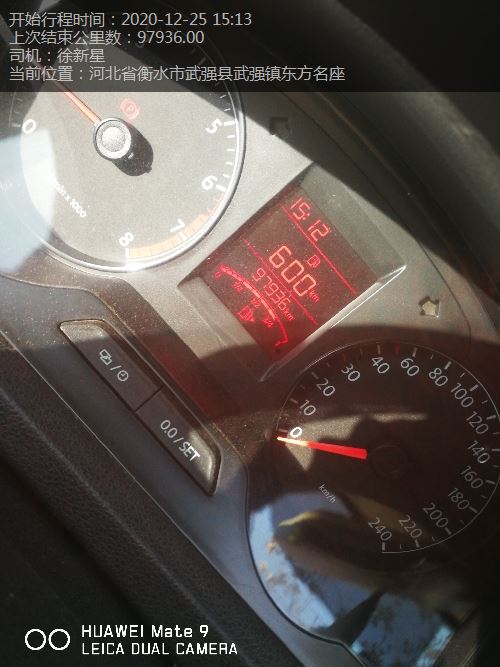 开始行程时间：2020-12-25 15:13
上次结束公里数：97936.00
司机：徐新星
当前位置：河北省衡水市武强县武强镇东方名座
0
5
6
7
8
min x 1000
15:12
600 km
97936 km
0.0 / SET
0
10
20
30
40
60
80
100
120
140
160
180
200
220
240
km/h
HUAWEI Mate 9
LEICA DUAL CAMERA